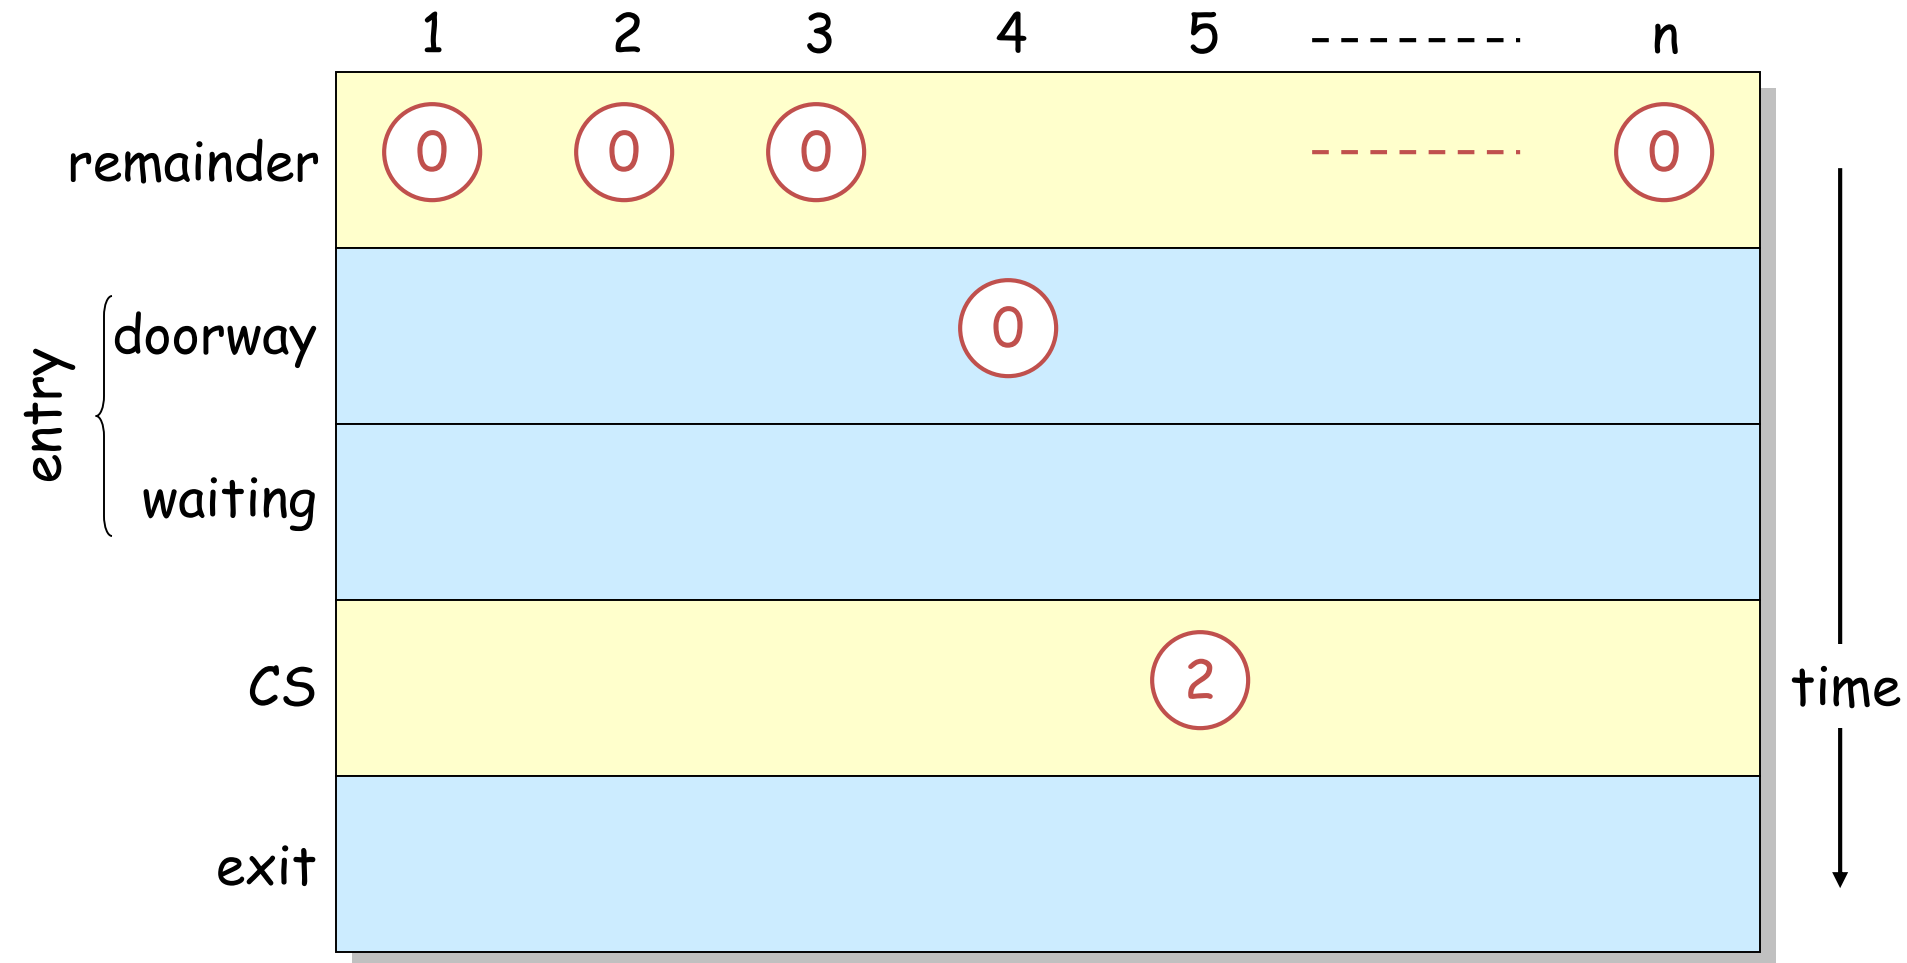 1 2 3 4 5 n
remainder 0 0 0 0
entry
doorway 0
waiting
CS 2
time
exit